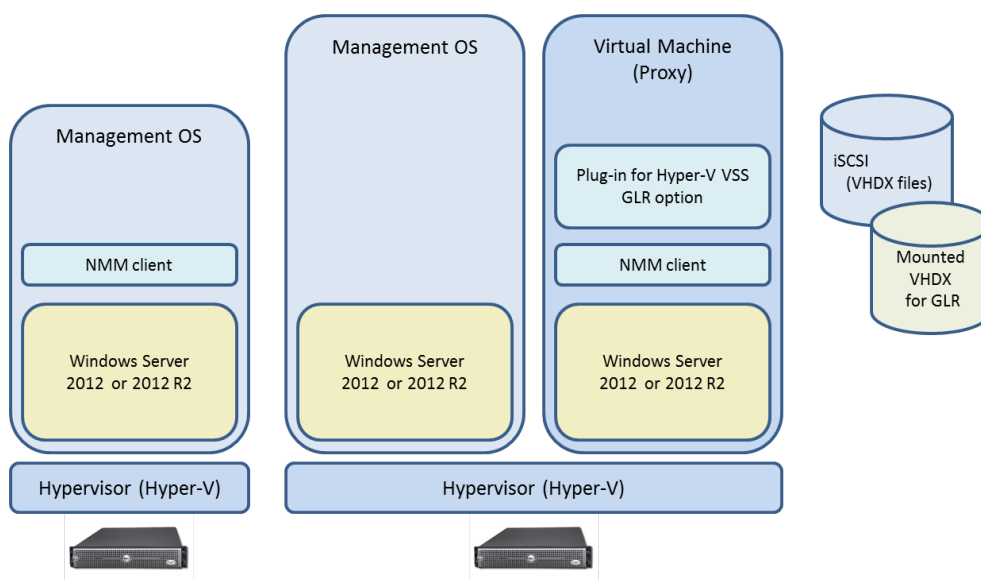 Management OS
NMM client
Windows Server
2012 or 2012 R2
Hypervisor (Hyper-V)
Management OS
Windows Server
2012 or 2012 R2
Virtual Machine
(Proxy)
Plug-in for Hyper-V VSS
GLR option
NMM client
Windows Server
2012 or 2012 R2
Hypervisor (Hyper-V)
iSCSI
(VHDX files)
Mounted
VHDX
for GLR